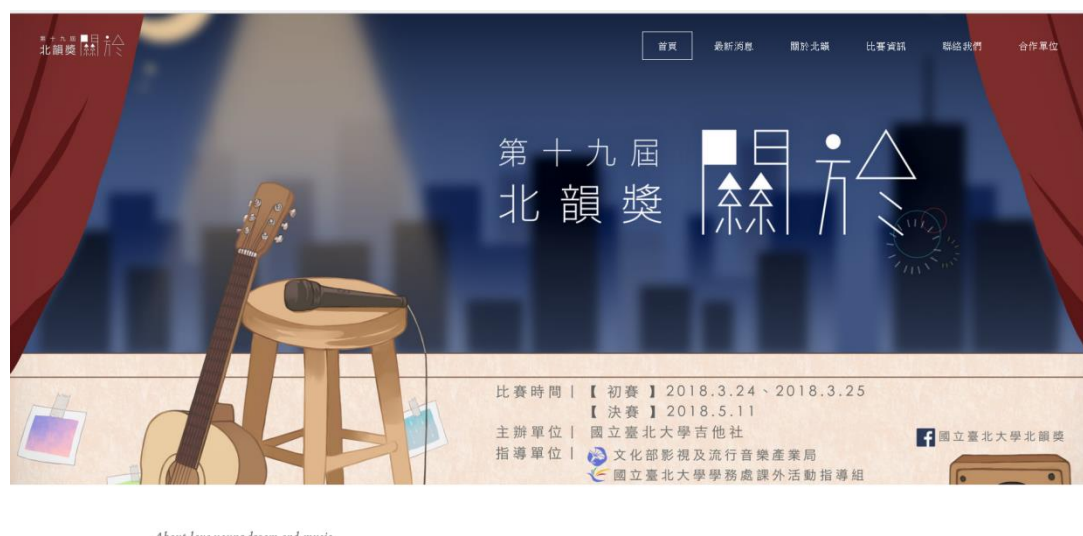 第十九屆
北韻獎 關於
首頁 最新消息 關於北韻 比賽資訊 聯絡我們 合作單位
第十九屆
北韻獎 關於
比賽時間| 【 初賽 】2018.3.24、2018.3.25
【 決賽 】2018.5.11
主辦單位| 國立臺北大學吉他社
國立臺北大學北韻獎
指導單位| 文化部影視及流行音樂產業局
國立臺北大學學務處課外活動指導組